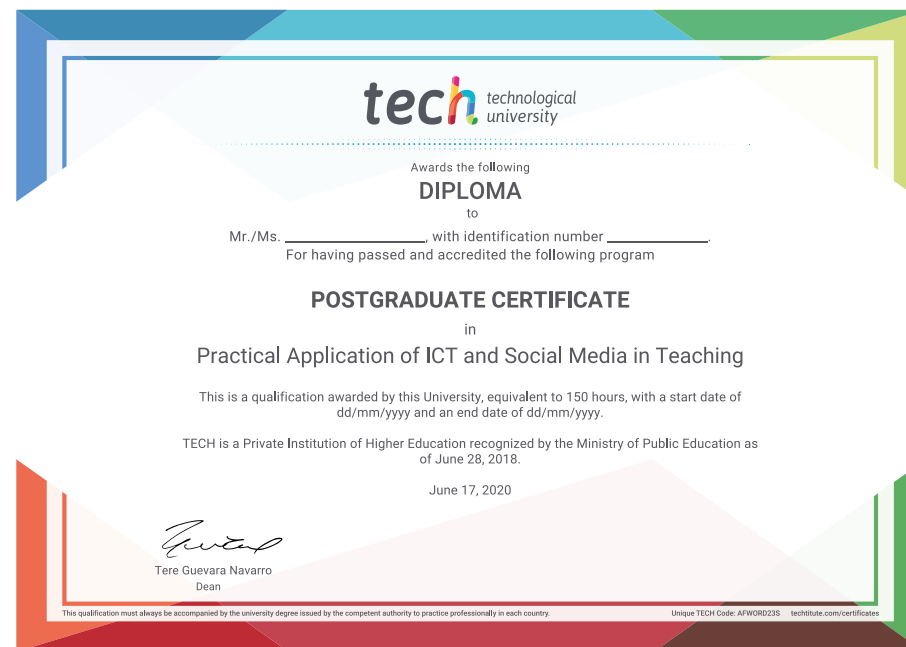 tech technological
university
Awards the following
DIPLOMA
to
Mr./Ms. ____________________, with identification number ______________.
For having passed and accredited the following program
POSTGRADUATE CERTIFICATE
in
Practical Application of ICT and Social Media in Teaching
This is a qualification awarded by this University, equivalent to 150 hours, with a start date of
dd/mm/yyyy and an end date of dd/mm/yyyy.
TECH is a Private Institution of Higher Education recognized by the Ministry of Public Education as
of June 28, 2018.
June 17, 2020
Tere Guevara Navarro
Dean
This qualification must always be accompanied by the university degree issued by the competent authority to practice professionally in each country. Unique TECH Code: AFWORD23S techtitute.com/certificates